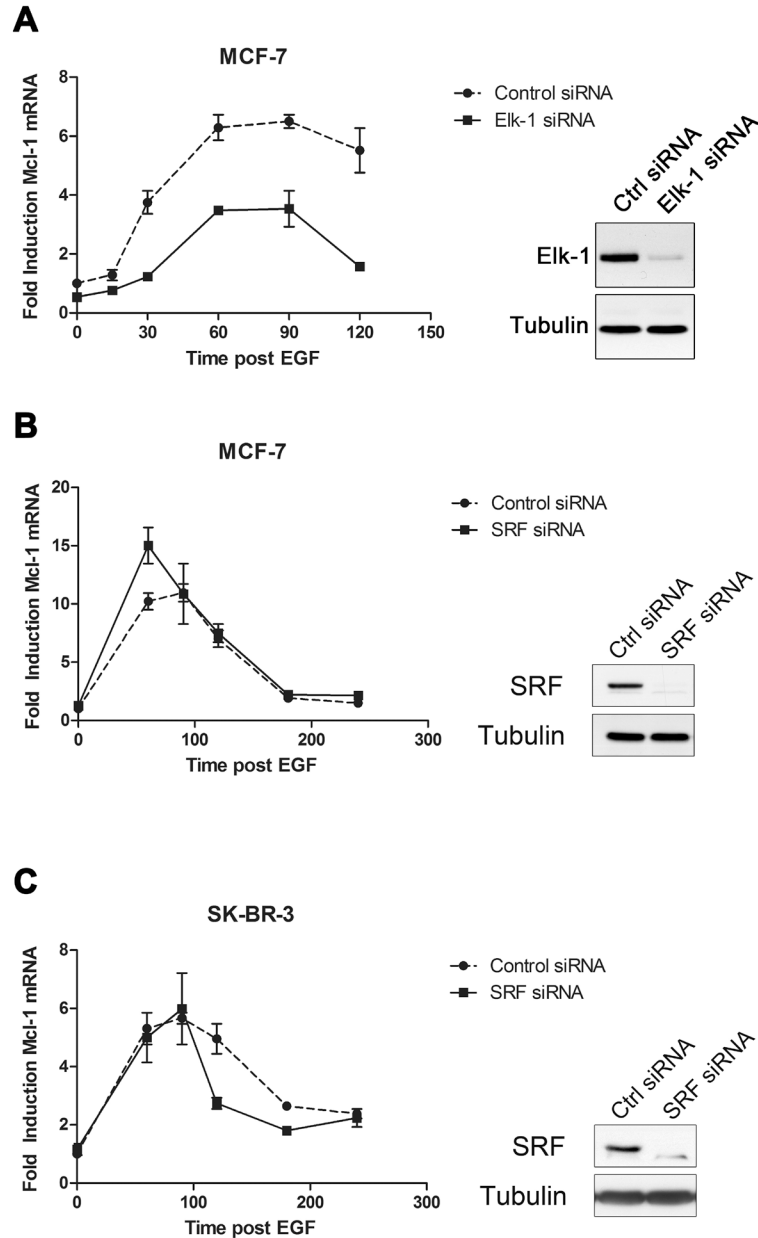 A
MCF-7
Fold Induction Mcl-1 mRNA
8
6
4
2
0
0 30 60 90 120 150
Time post EGF
Control siRNA
Elk-1 siRNA
Ctrl siRNA
Elk-1 siRNA
Elk-1
Tubulin
B
MCF-7
Fold Induction Mcl-1 mRNA
20
15
10
5
0
0 100 200 300
Time post EGF
Control siRNA
SRF siRNA
Ctrl siRNA
SRF siRNA
SRF
Tubulin
C
SK-BR-3
Fold Induction Mcl-1 mRNA
8
6
4
2
0
0 100 200 300
Time post EGF
Control siRNA
SRF siRNA
Ctrl siRNA
SRF siRNA
SRF
Tubulin